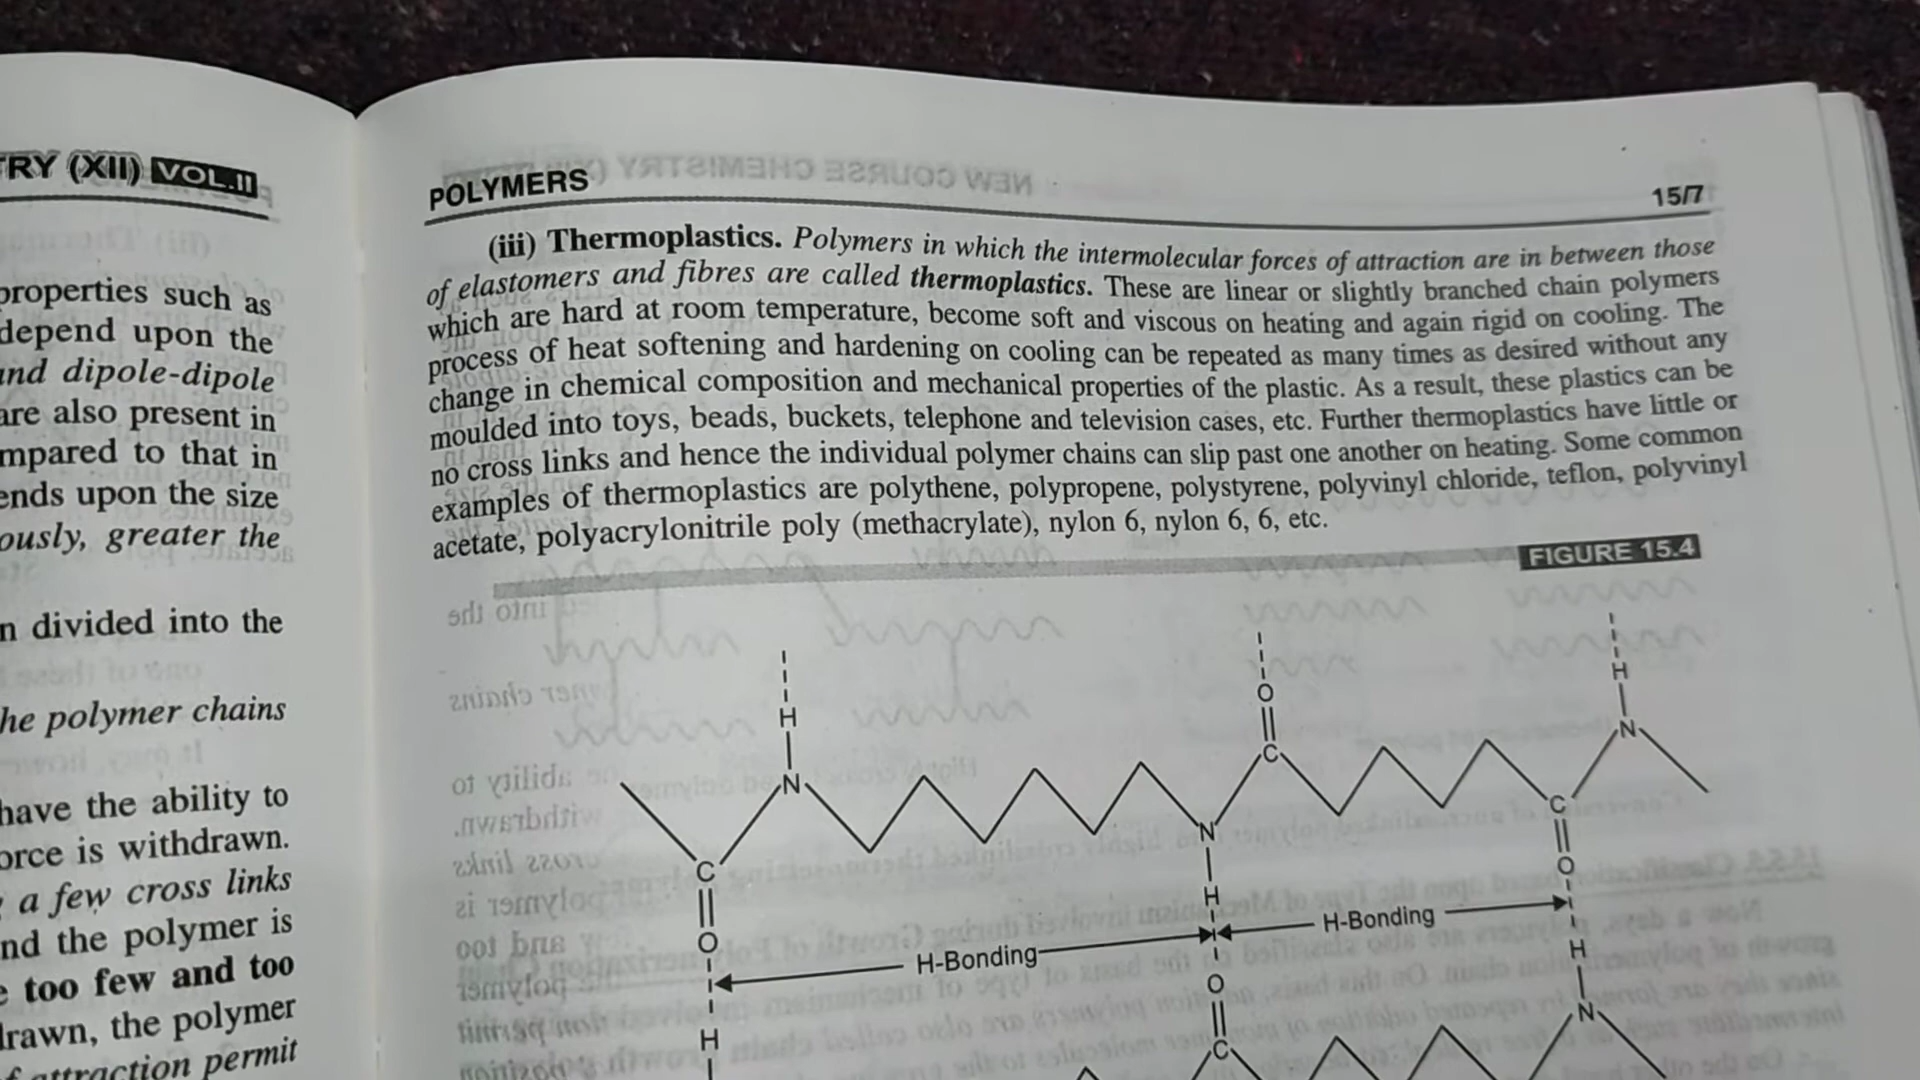 TRY (XII) VOL.II
properties such as
depend upon the
and dipole-dipole
are also present in
mpared to that in
ends upon the size
ously, greater the
n divided into the
he polymer chains
have the ability to
orce is withdrawn.
a few cross links
nd the polymer is
e too few and too
drawn, the polymer
f attraction permit
POLYMERS 15/7
(iii) Thermoplastics. Polymers in which the intermolecular forces of attraction are in between those
of elastomers and fibres are called thermoplastics. These are linear or slightly branched chain polymers
which are hard at room temperature, become soft and viscous on heating and again rigid on cooling. The
process of heat softening and hardening on cooling can be repeated as many times as desired without any
change in chemical composition and mechanical properties of the plastic. As a result, these plastics can be
moulded into toys, beads, buckets, telephone and television cases, etc. Further thermoplastics have little or
no cross links and hence the individual polymer chains can slip past one another on heating. Some common
examples of thermoplastics are polythene, polypropene, polystyrene, polyvinyl chloride, teflon, polyvinyl
acetate, polyacrylonitrile poly (methacrylate), nylon 6, nylon 6, 6, etc.
FIGURE 15.4
H
O
H
N
C
N
C
N
C
O
H
O
H-Bonding
H-Bonding
H
O
H
N
C